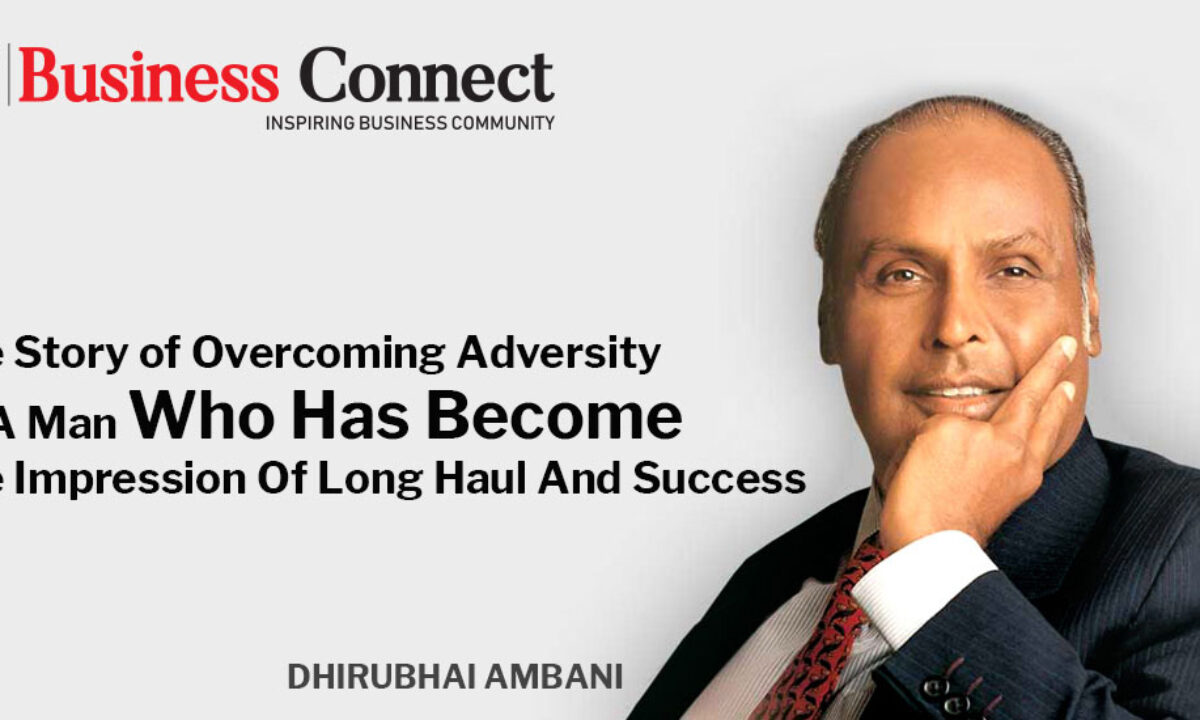 Business Connect
INSPIRING BUSINESS COMMUNITY
e Story of Overcoming Adversity
A Man Who Has Become
e Impression Of Long Haul And Success
DHIRUBHAI AMBANI